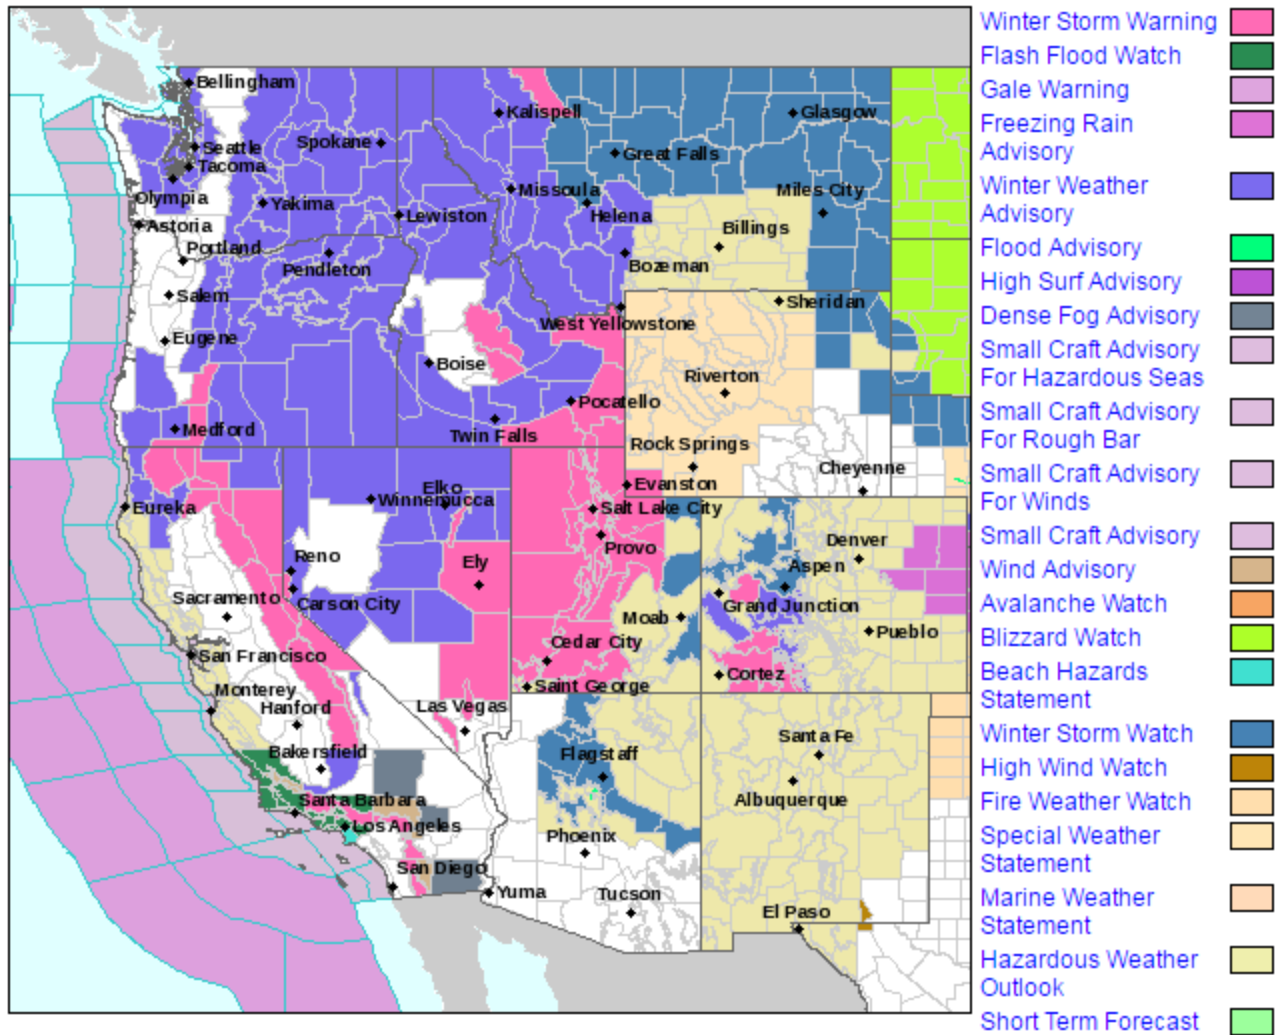 Bellingham
Kalispell
Glasgow
Spokane
Seattle
Great Falls
Tacoma
Missoula
Miles City
Olympia
Yakima
Lewiston
Helena
Astoria
Billings
Portland
Pendleton
Bozeman
Salem
Sheridan
West Yellowstone
Eugene
Boise
Riverton
Pocatello
Medford
Twin Falls
Rock Springs
Cheyenne
Elko
Evanston
Winnemucca
Eureka
Salt Lake City
Provo
Denver
Reno
Ely
Aspen
Sacramento
Carson City
Grand Junction
Moab
Pueblo
Cedar City
San Francisco
Cortez
Saint George
Monterey
Hanford
Las Vegas
Santa Fe
Bakersfield
Flagstaff
Santa Barbara
Albuquerque
Los Angeles
Phoenix
San Diego
Yuma
Tucson
El Paso
Winter Storm Warning
Flash Flood Watch
Gale Warning
Freezing Rain
Advisory
Winter Weather
Advisory
Flood Advisory
High Surf Advisory
Dense Fog Advisory
Small Craft Advisory
For Hazardous Seas
Small Craft Advisory
For Rough Bar
Small Craft Advisory
For Winds
Small Craft Advisory
Wind Advisory
Avalanche Watch
Blizzard Watch
Beach Hazards
Statement
Winter Storm Watch
High Wind Watch
Fire Weather Watch
Special Weather
Statement
Marine Weather
Statement
Hazardous Weather
Outlook
Short Term Forecast